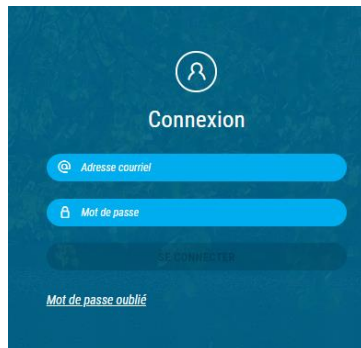 Connexion
@ Adresse courriel
Mot de passe
SE CONNECTER
Mot de passe oublié